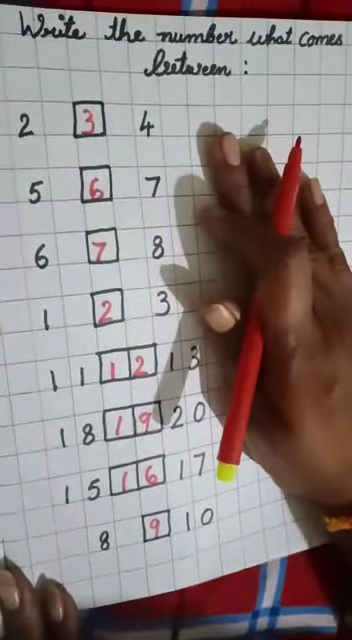 Write the number what comes
between :
2 3 4
5 6 7
6 7 8
1 2 3
11 12 13
18 19 20
15 16 17
8 9 10